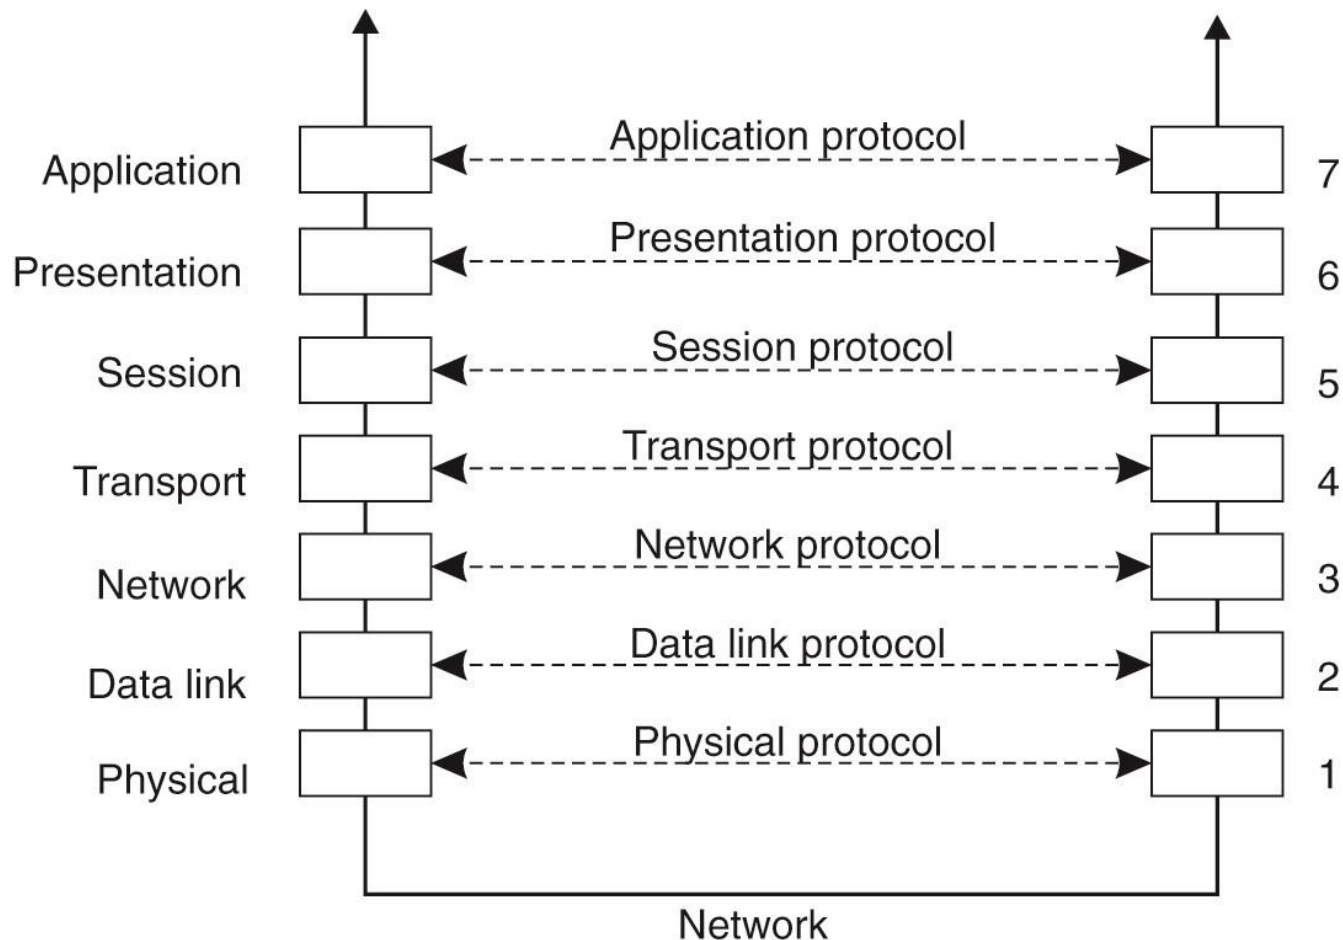 Application protocol
Application
7
Presentation protocol
Presentation
6
Session protocol
Session
5
Transport protocol
Transport
4
Network protocol
Network
3
Data link protocol
Data link
2
Physical protocol
Physical
1
Network